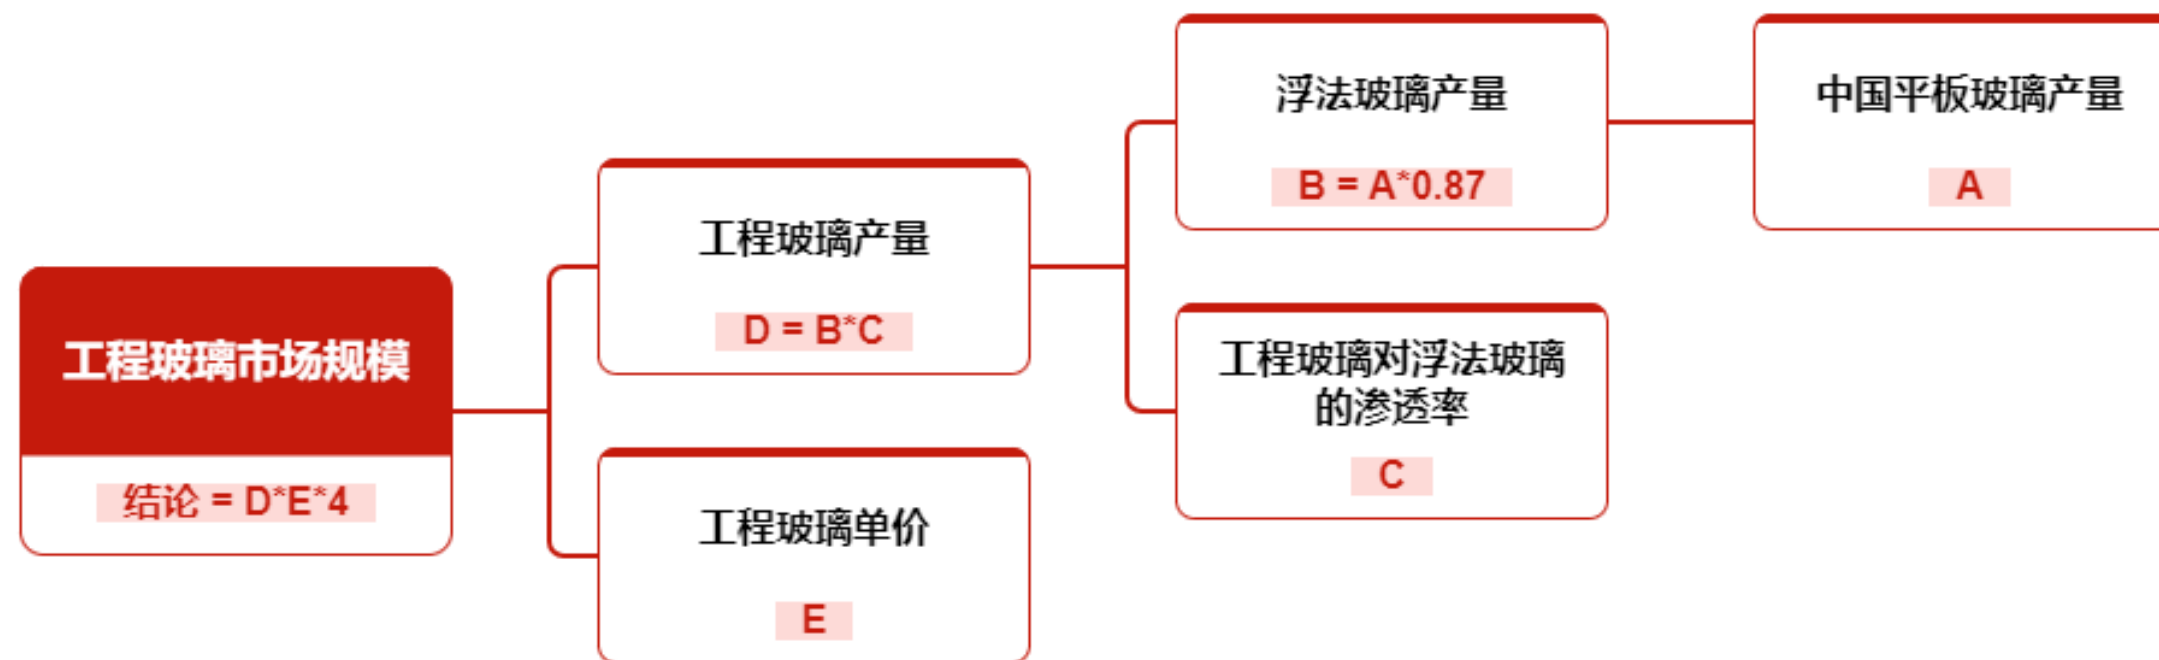 工程玻璃市场规模
结论 = D*E*4
工程玻璃产量
D = B*C
工程玻璃单价
E
浮法玻璃产量
B = A*0.87
工程玻璃对浮法玻璃
的渗透率
C
中国平板玻璃产量
A